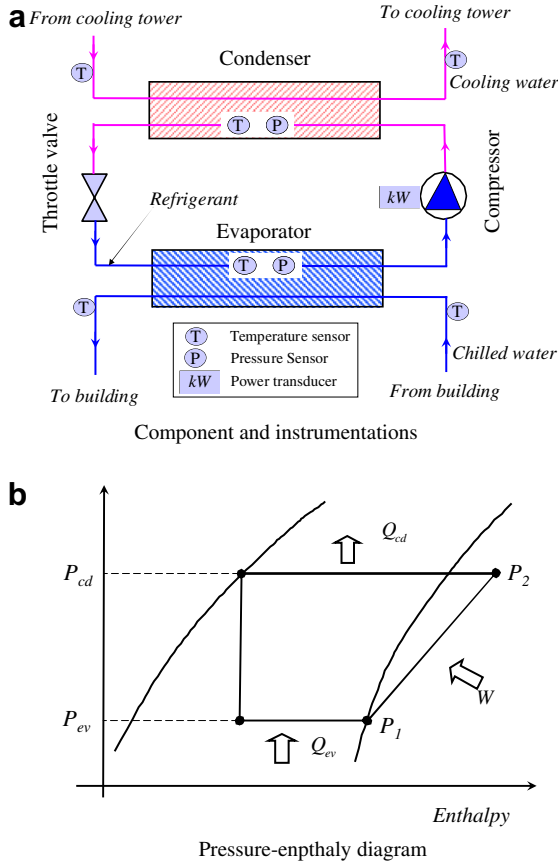 a
From cooling tower
To cooling tower
Condenser
T
T
Cooling water
T
P
Throttle valve
Compressor
kW
Refrigerant
Evaporator
T
P
T
T
T
Temperature sensor
P
Pressure Sensor
kW
Power transducer
Chilled water
To building
From building
Component and instrumentations
b
Q_cd
P_cd
P_2
W
P_ev
P_1
Q_ev
Enthalpy
Pressure-enpthaly diagram